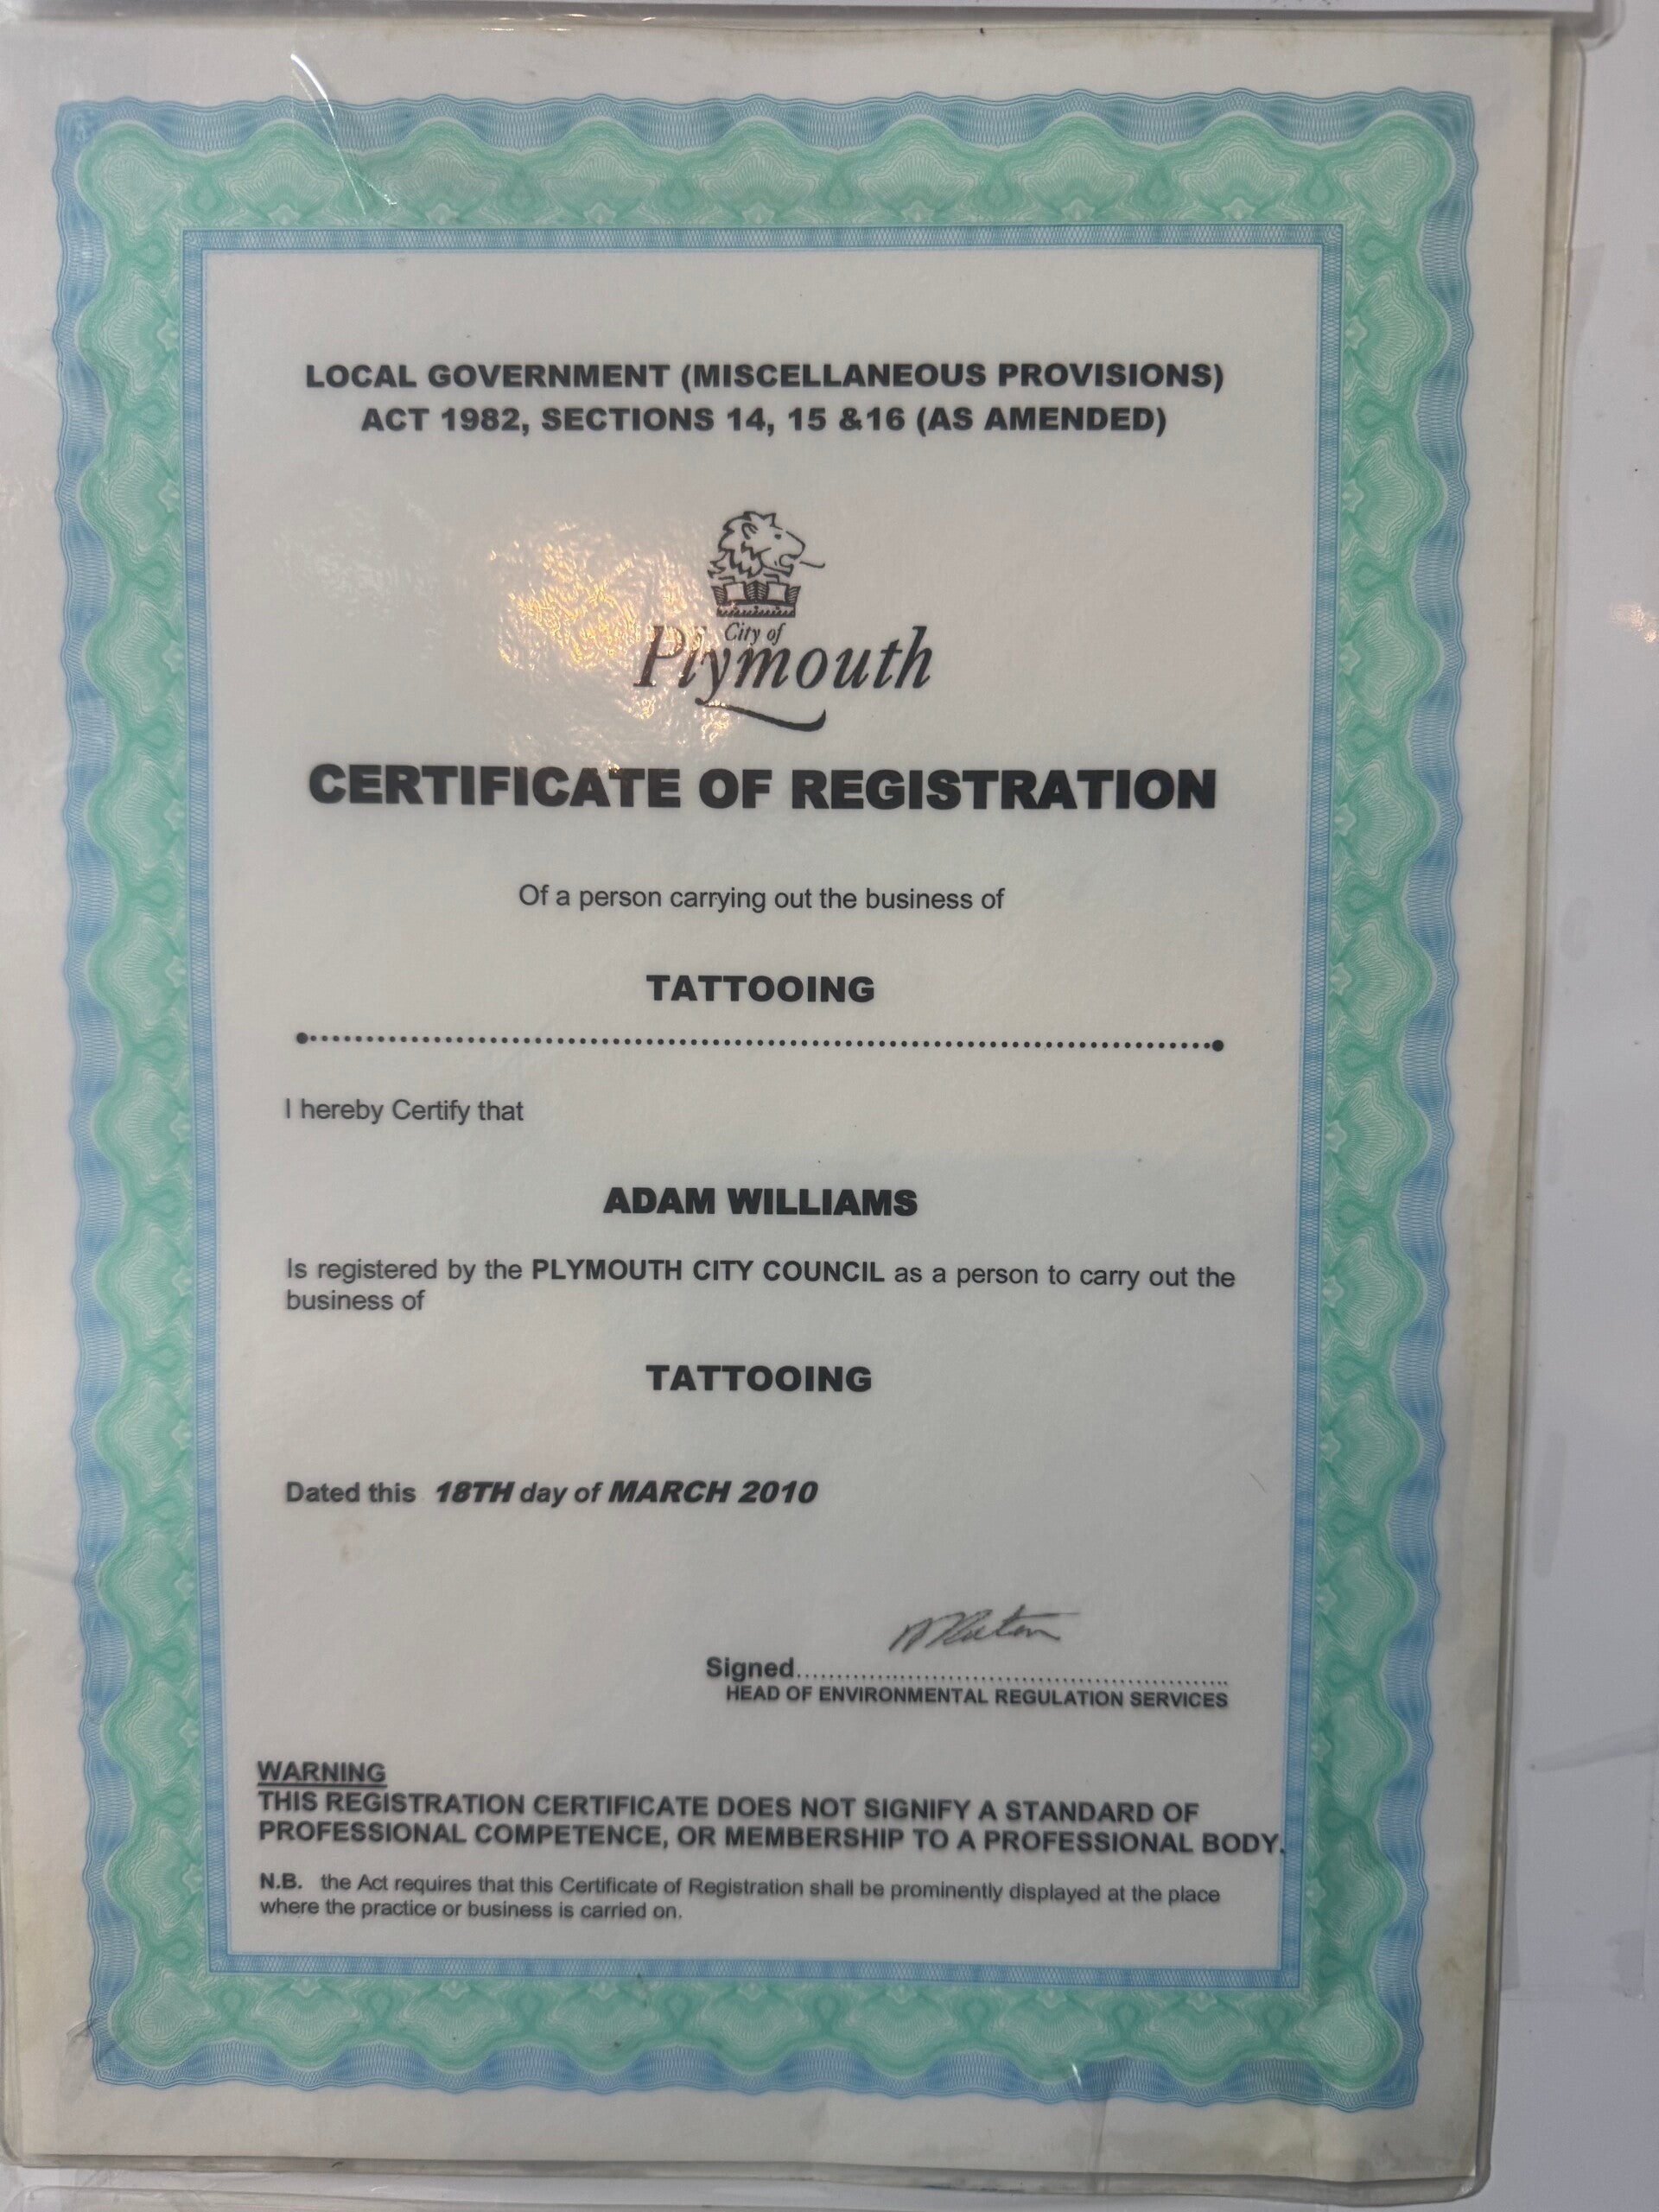 LOCAL GOVERNMENT (MISCELLANEOUS PROVISIONS)
ACT 1982, SECTIONS 14, 15 &16 (AS AMENDED)
City of
Plymouth
CERTIFICATE OF REGISTRATION
Of a person carrying out the business of
TATTOOING
I hereby Certify that
ADAM WILLIAMS
Is registered by the PLYMOUTH CITY COUNCIL as a person to carry out the
business of
TATTOOING
Dated this 18TH day of MARCH 2010
Signed
HEAD OF ENVIRONMENTAL REGULATION SERVICES
WARNING
THIS REGISTRATION CERTIFICATE DOES NOT SIGNIFY A STANDARD OF
PROFESSIONAL COMPETENCE, OR MEMBERSHIP TO A PROFESSIONAL BODY.
N.B. the Act requires that this Certificate of Registration shall be prominently displayed at the place
where the practice or business is carried on.